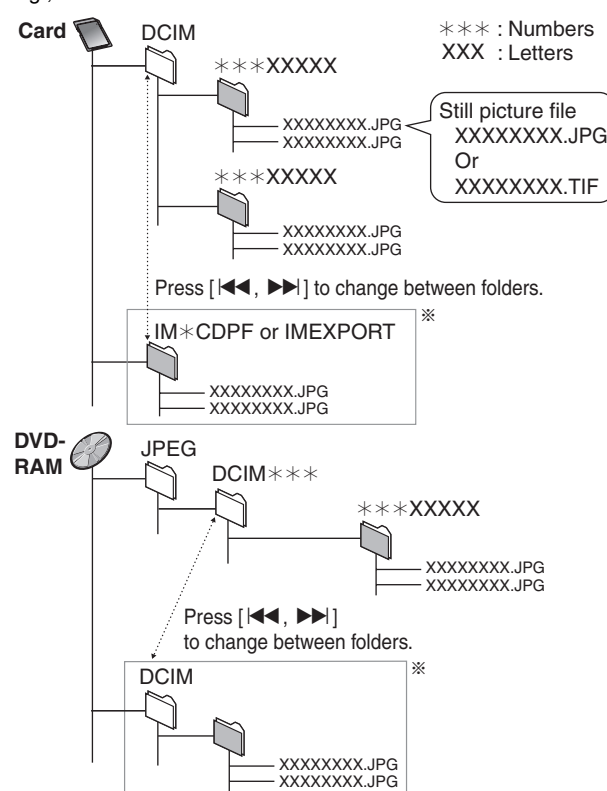 Card
DCIM
＊＊＊ : Numbers
XXX : Letters
＊＊＊XXXXX
XXXXXXXX.JPG
XXXXXXXX.JPG
Still picture file
XXXXXXXX.JPG
Or
XXXXXXXX.TIF
＊＊＊XXXXX
XXXXXXXX.JPG
XXXXXXXX.JPG
Press [⏮, ⏭] to change between folders.
※
IM＊CDPF or IMEXPORT
XXXXXXXX.JPG
XXXXXXXX.JPG
DVD-
RAM
JPEG
DCIM＊＊＊
＊＊＊XXXXX
XXXXXXXX.JPG
XXXXXXXX.JPG
Press [⏮, ⏭]
to change between folders.
※
DCIM
XXXXXXXX.JPG
XXXXXXXX.JPG